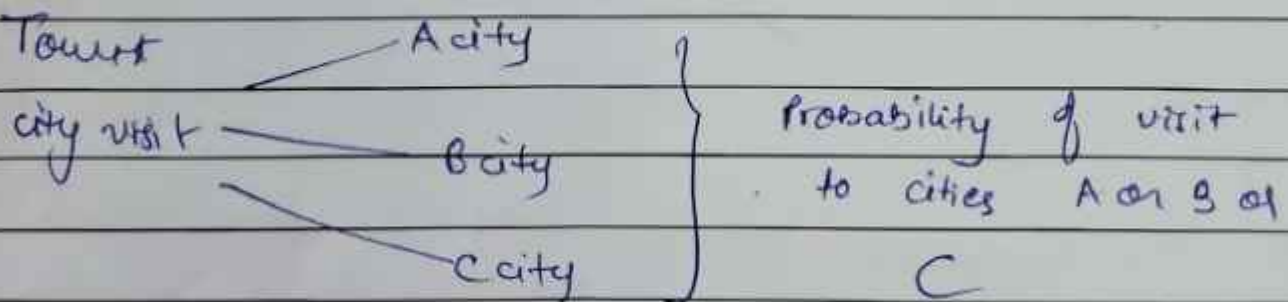 Tourist
A city
city visit
B city
C city
Probability of visit
to cities A or B or
C